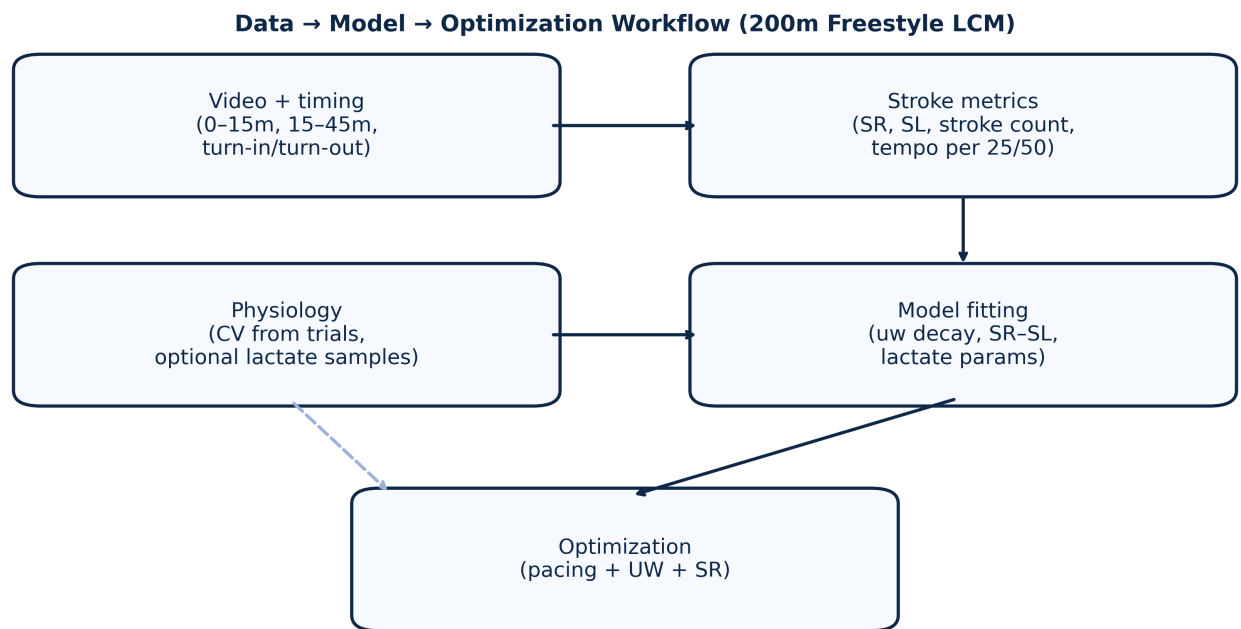 Data → Model → Optimization Workflow (200m Freestyle LCM)
Video + timing
(0–15m, 15–45m,
turn-in/turn-out)
Stroke metrics
(SR, SL, stroke count,
tempo per 25/50)
Physiology
(CV from trials,
optional lactate samples)
Model fitting
(uw decay, SR–SL,
lactate params)
Optimization
(pacing + UW + SR)